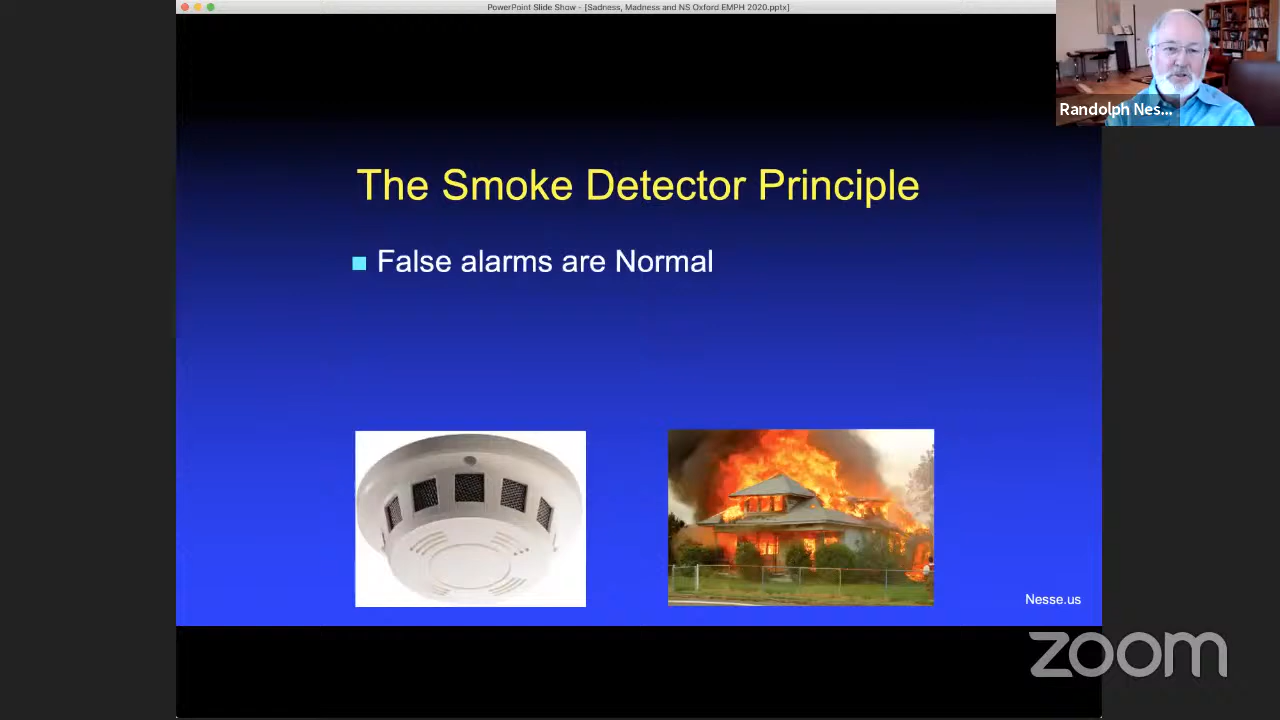 PowerPoint Slide Show - [Sadness, Madness and NS Oxford EMPH 2020.pptx]
Randolph Nes...
The Smoke Detector Principle
False alarms are Normal
Nesse.us
zoom